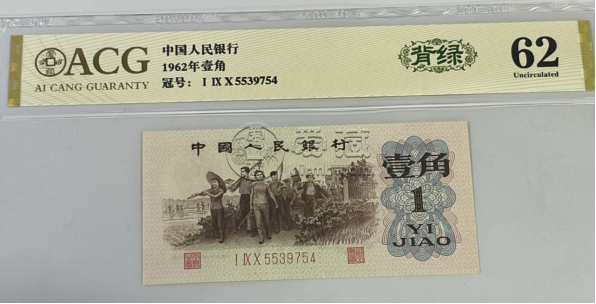 ACG
AI CANG GUARANTY
中国人民银行
1962年壹角
冠号: I IX X 5539754
背绿
62
Uncirculated
中國人民銀行
壹角
1
YI
JIAO
I IX X 5539754